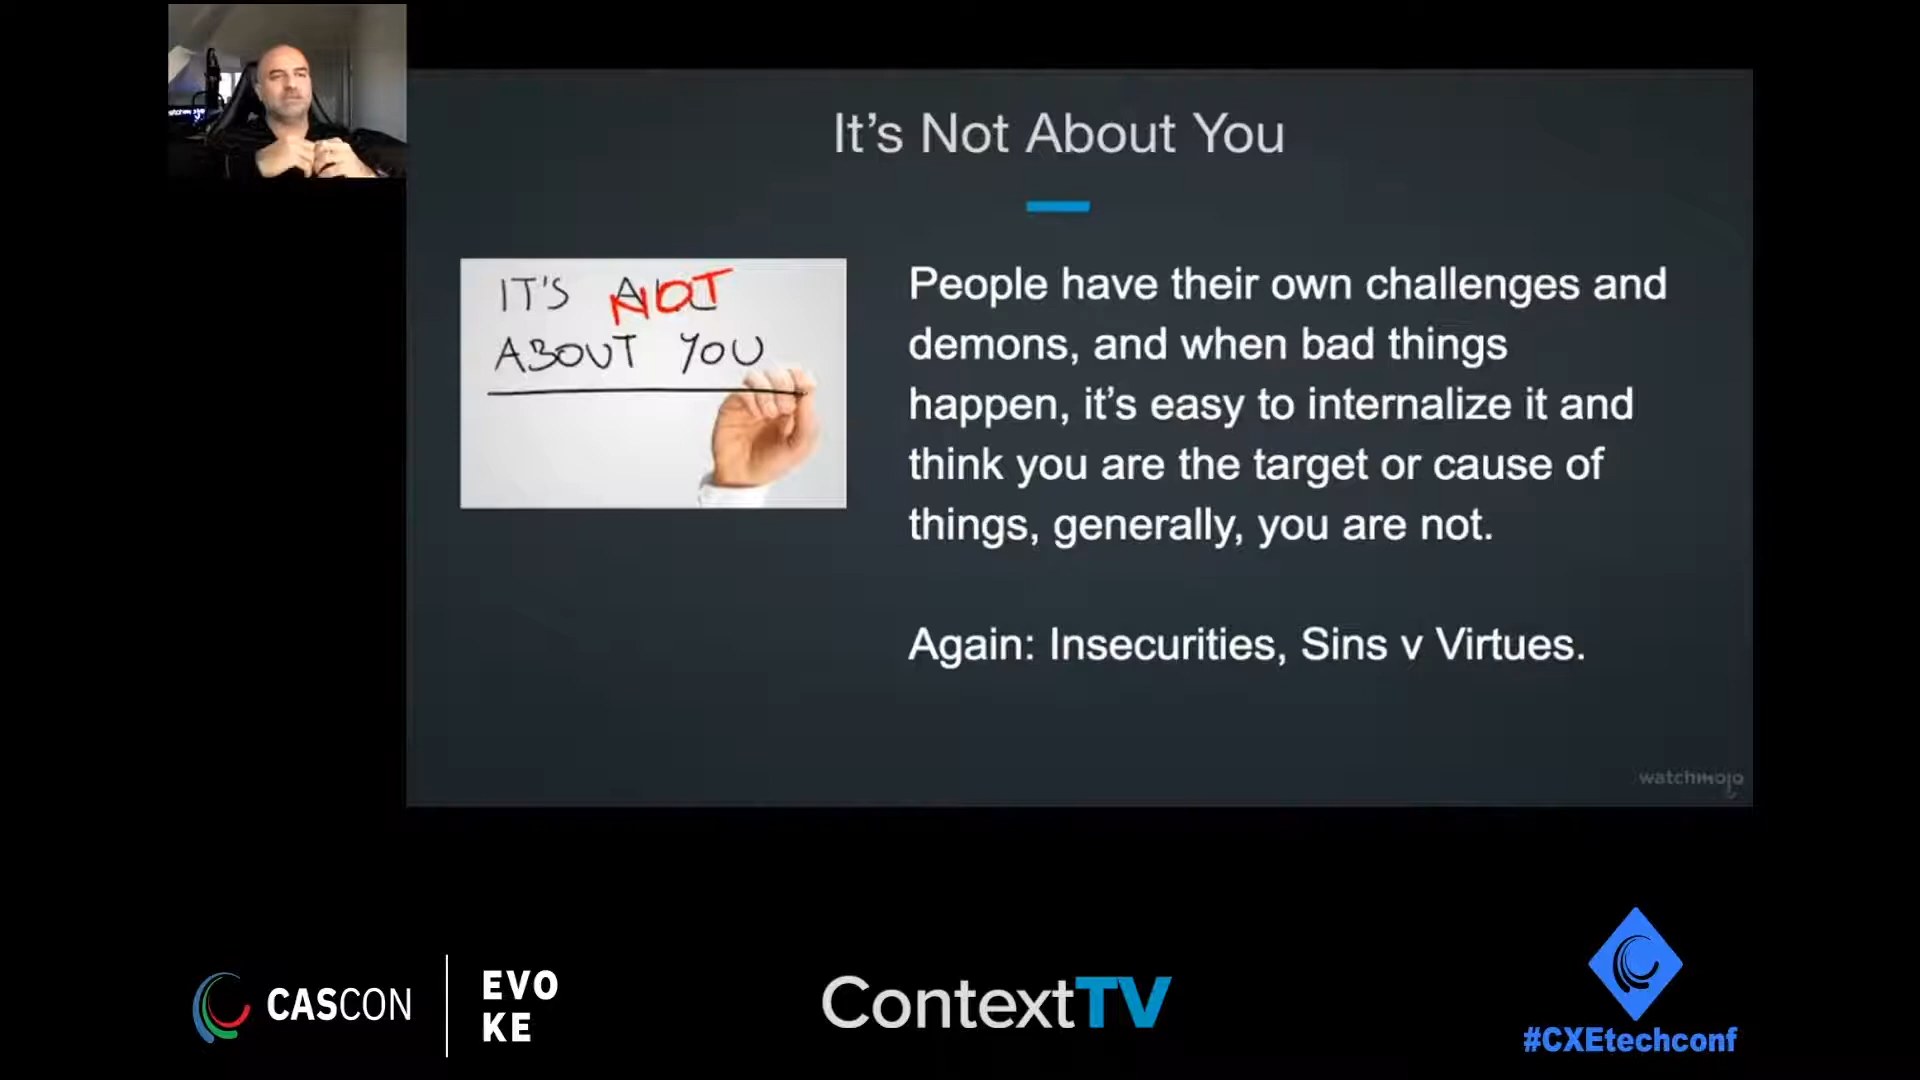 It's Not About You
IT'S NOT
ABOUT YOU
People have their own challenges and
demons, and when bad things
happen, it's easy to internalize it and
think you are the target or cause of
things, generally, you are not.
Again: Insecurities, Sins v Virtues.
watchmojo
CASCON
EVO
KE
ContextTV
#CXEtechconf